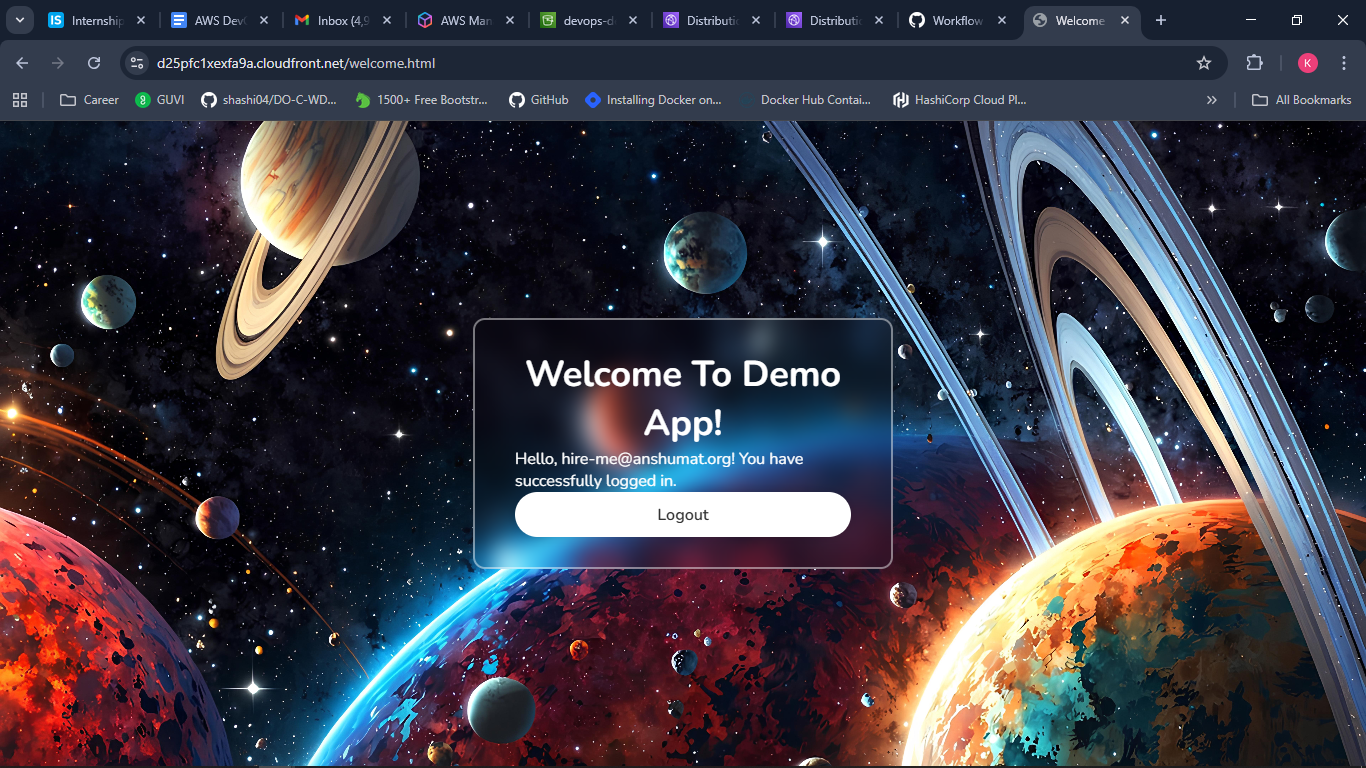 IS Internship
AWS Dev
Inbox (4,9
AWS Man
devops-d
Distributio
Distributio
Workflow
Welcome
d25pfc1xexfa9a.cloudfront.net/welcome.html
K
Career
GUVI
shashi04/DO-C-WD...
1500+ Free Bootstr...
GitHub
Installing Docker on...
Docker Hub Contai...
HashiCorp Cloud Pl...
All Bookmarks
Welcome To Demo
App!
Hello, hire-me@anshumat.org! You have
successfully logged in.
Logout